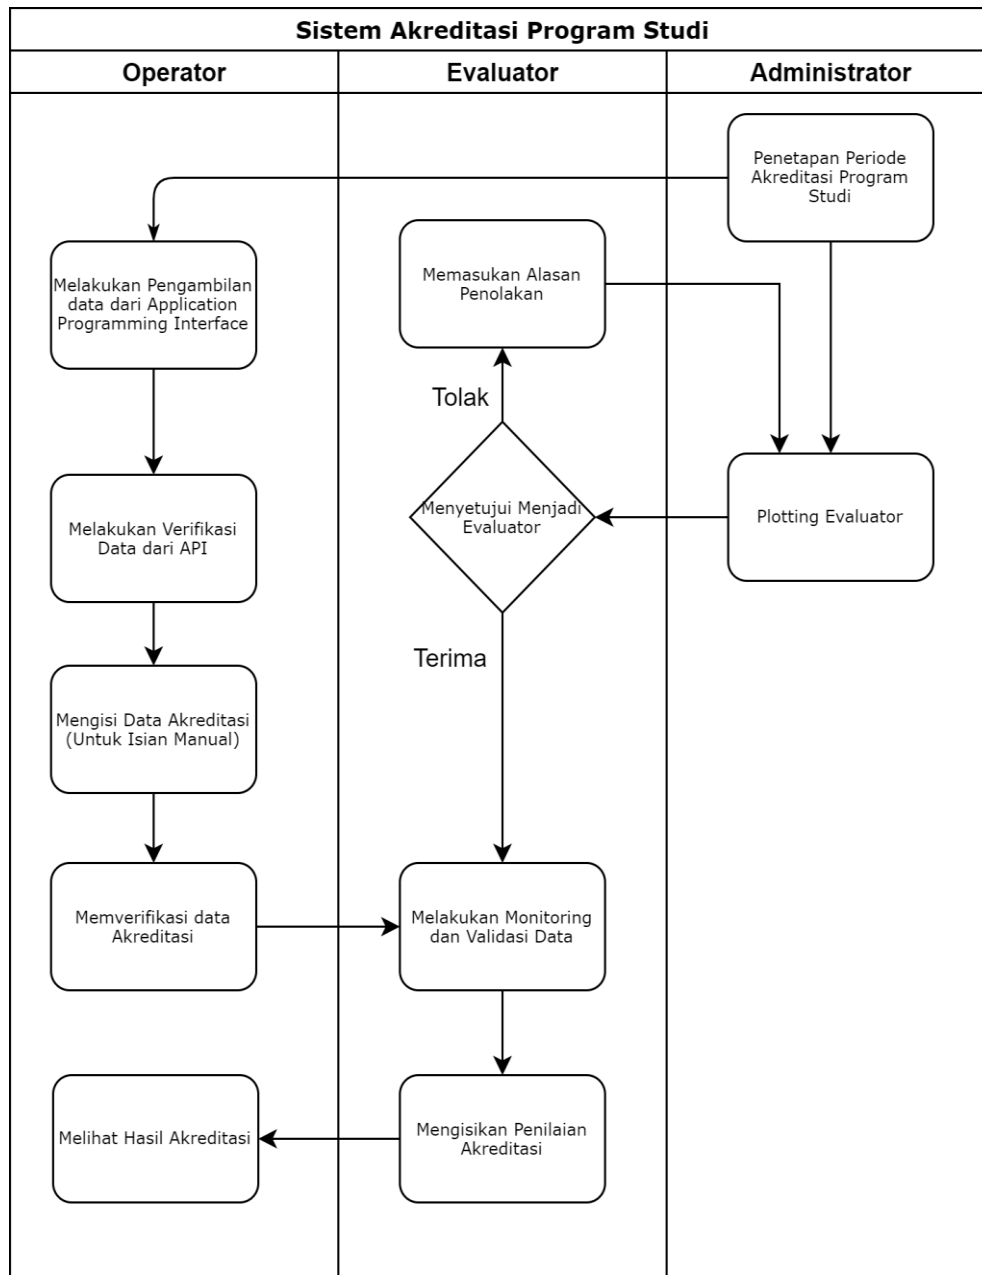 Sistem Akreditasi Program Studi
Operator
Evaluator
Administrator
Penetapan Periode
Akreditasi Program
Studi
Melakukan Pengambilan
data dari Application
Programming Interface
Memasukan Alasan
Penolakan
Tolak
Melakukan Verifikasi
Data dari API
Menyetujui Menjadi
Evaluator
Plotting Evaluator
Terima
Mengisi Data Akreditasi
(Untuk Isian Manual)
Memverifikasi data
Akreditasi
Melakukan Monitoring
dan Validasi Data
Melihat Hasil Akreditasi
Mengisikan Penilaian
Akreditasi